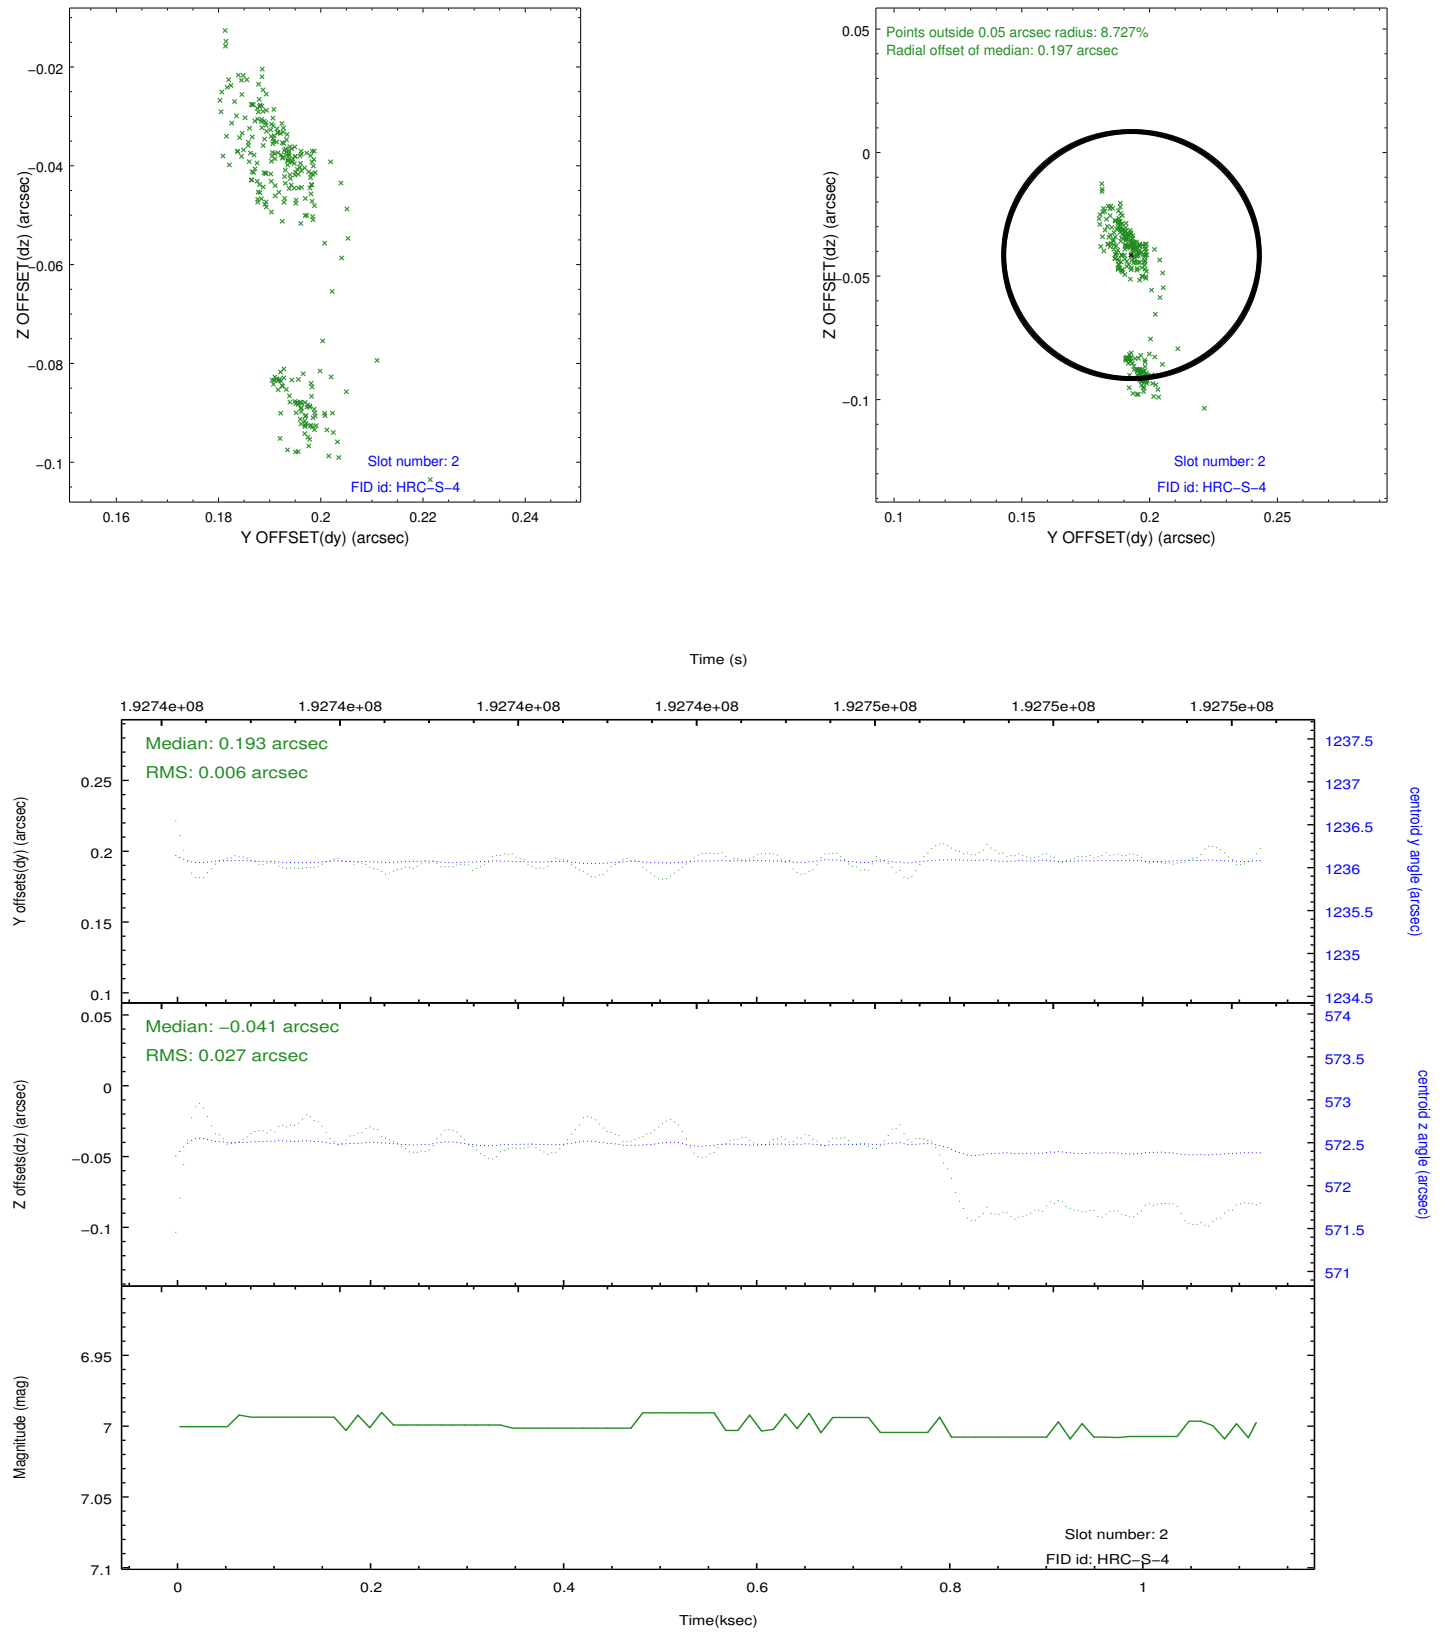 −0.02
−0.04
−0.06
−0.08
−0.1
Z OFFSET(dz) (arcsec)
0.16
0.18
0.2
0.22
0.24
Y OFFSET(dy) (arcsec)
Slot number: 2
FID id: HRC−S−4
Points outside 0.05 arcsec radius: 8.727%
Radial offset of median: 0.197 arcsec
0.05
0
−0.05
−0.1
Z OFFSET(dz) (arcsec)
0.1
0.15
0.2
0.25
Y OFFSET(dy) (arcsec)
Slot number: 2
FID id: HRC−S−4
Time (s)
1.9274e+08
1.9274e+08
1.9274e+08
1.9274e+08
1.9275e+08
1.9275e+08
1.9275e+08
Median: 0.193 arcsec
RMS: 0.006 arcsec
0.25
0.2
0.15
0.1
Y offsets(dy) (arcsec)
1237.5
1237
1236.5
1236
1235.5
1235
1234.5
centroid y angle (arcsec)
Median: −0.041 arcsec
RMS: 0.027 arcsec
0.05
0
−0.05
−0.1
Z offsets(dz) (arcsec)
574
573.5
573
572.5
572
571.5
571
centroid z angle (arcsec)
6.95
7
7.05
7.1
Magnitude (mag)
Slot number: 2
FID id: HRC−S−4
0
0.2
0.4
0.6
0.8
1
Time(ksec)